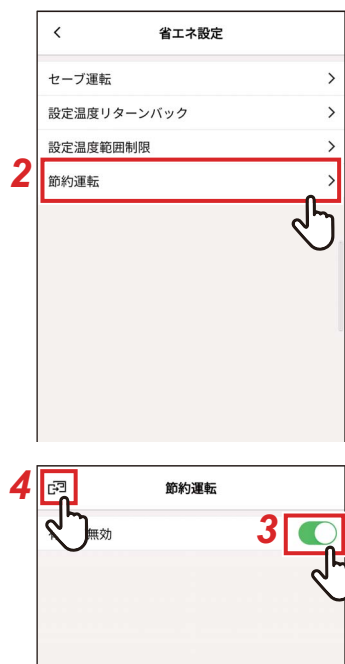 省エネ設定
セーブ運転
設定温度リターンバック
設定温度範囲制限
2
節約運転
4
節約運転
無効
3